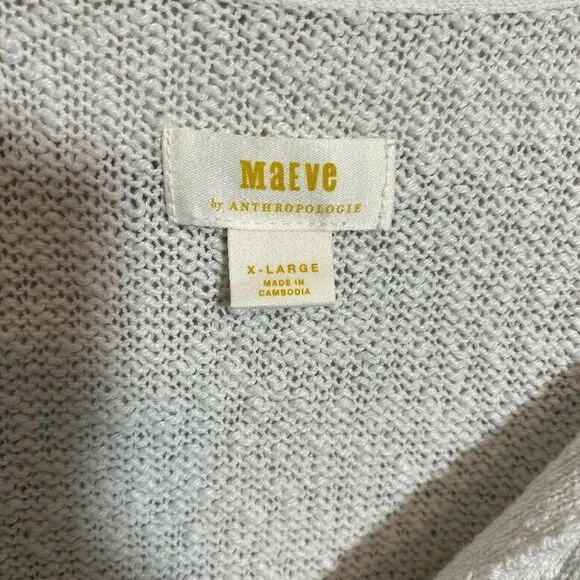 MaEVe
by ANTHROPOLOGIE
X-LARGE
MADE IN
CAMBODIA